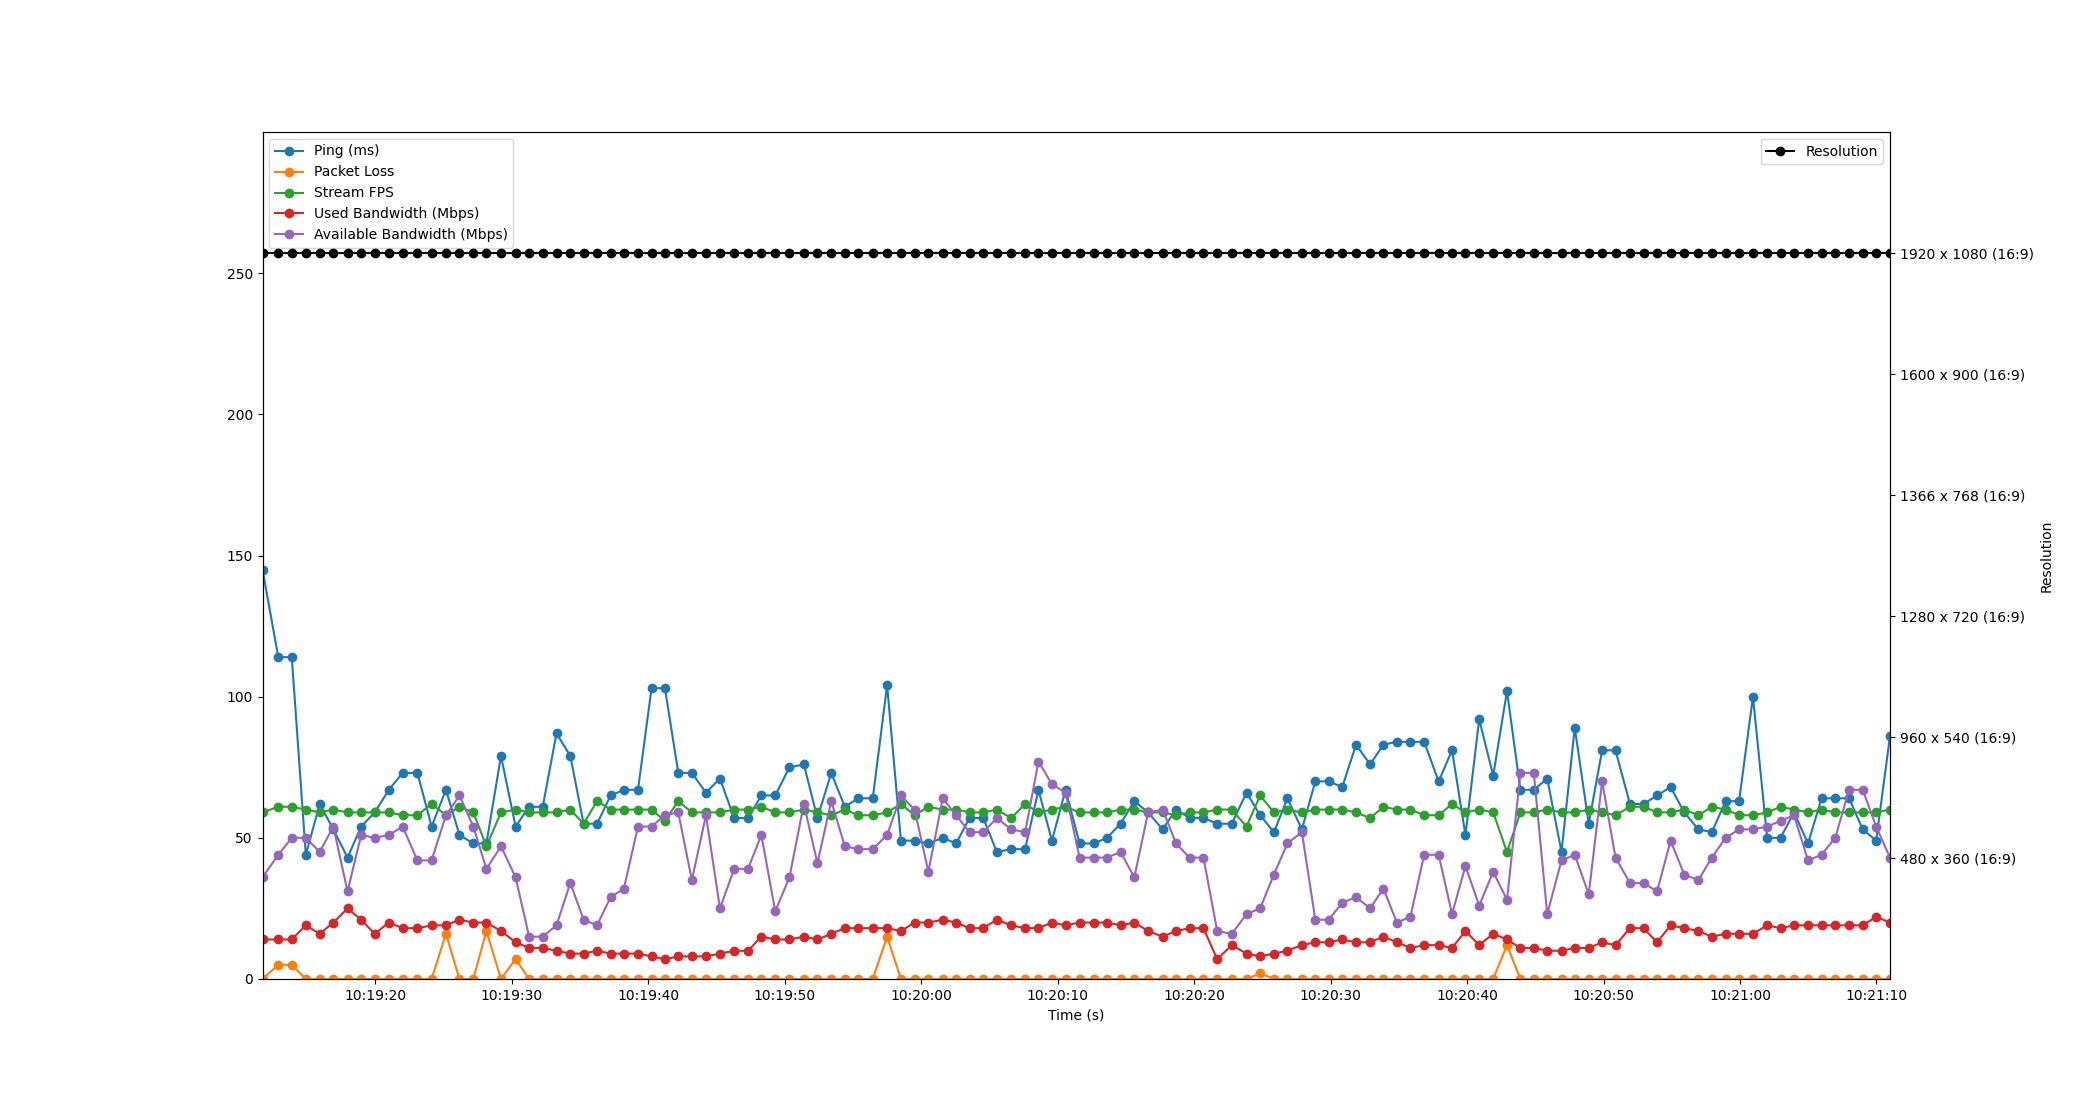 Ping (ms)
Packet Loss
Stream FPS
Used Bandwidth (Mbps)
Available Bandwidth (Mbps)
Resolution
250
200
150
100
50
0
1920 x 1080 (16:9)
1600 x 900 (16:9)
1366 x 768 (16:9)
1280 x 720 (16:9)
960 x 540 (16:9)
480 x 360 (16:9)
Resolution
10:19:20 10:19:30 10:19:40 10:19:50 10:20:00 10:20:10 10:20:20 10:20:30 10:20:40 10:20:50 10:21:00 10:21:10
Time (s)